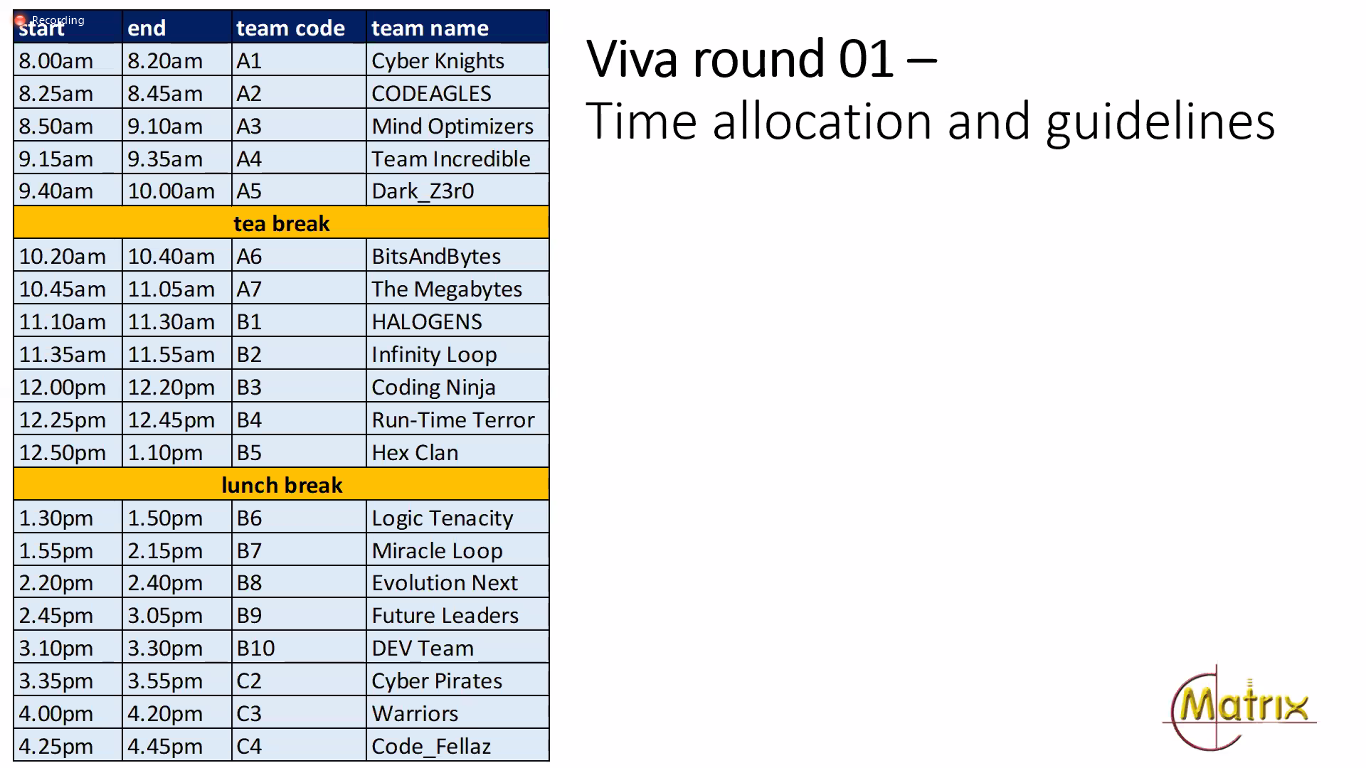 Recording
start end team code team name
8.00am 8.20am A1 Cyber Knights
8.25am 8.45am A2 CODEAGLES
8.50am 9.10am A3 Mind Optimizers
9.15am 9.35am A4 Team Incredible
9.40am 10.00am A5 Dark_Z3r0
tea break
10.20am 10.40am A6 BitsAndBytes
10.45am 11.05am A7 The Megabytes
11.10am 11.30am B1 HALOGENS
11.35am 11.55am B2 Infinity Loop
12.00pm 12.20pm B3 Coding Ninja
12.25pm 12.45pm B4 Run-Time Terror
12.50pm 1.10pm B5 Hex Clan
lunch break
1.30pm 1.50pm B6 Logic Tenacity
1.55pm 2.15pm B7 Miracle Loop
2.20pm 2.40pm B8 Evolution Next
2.45pm 3.05pm B9 Future Leaders
3.10pm 3.30pm B10 DEV Team
3.35pm 3.55pm C2 Cyber Pirates
4.00pm 4.20pm C3 Warriors
4.25pm 4.45pm C4 Code_Fellaz
Viva round 01 –
Time allocation and guidelines
Matrix